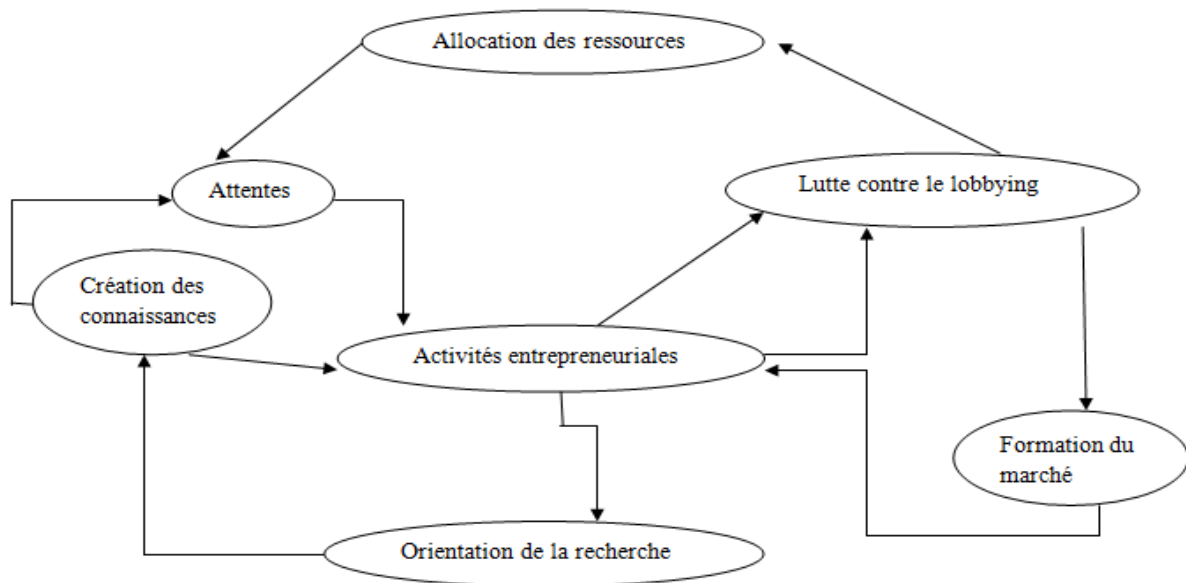 Allocation des ressources
Attentes
Lutte contre le lobbying
Création des
connaissances
Activités entrepreneuriales
Formation du
marché
Orientation de la recherche